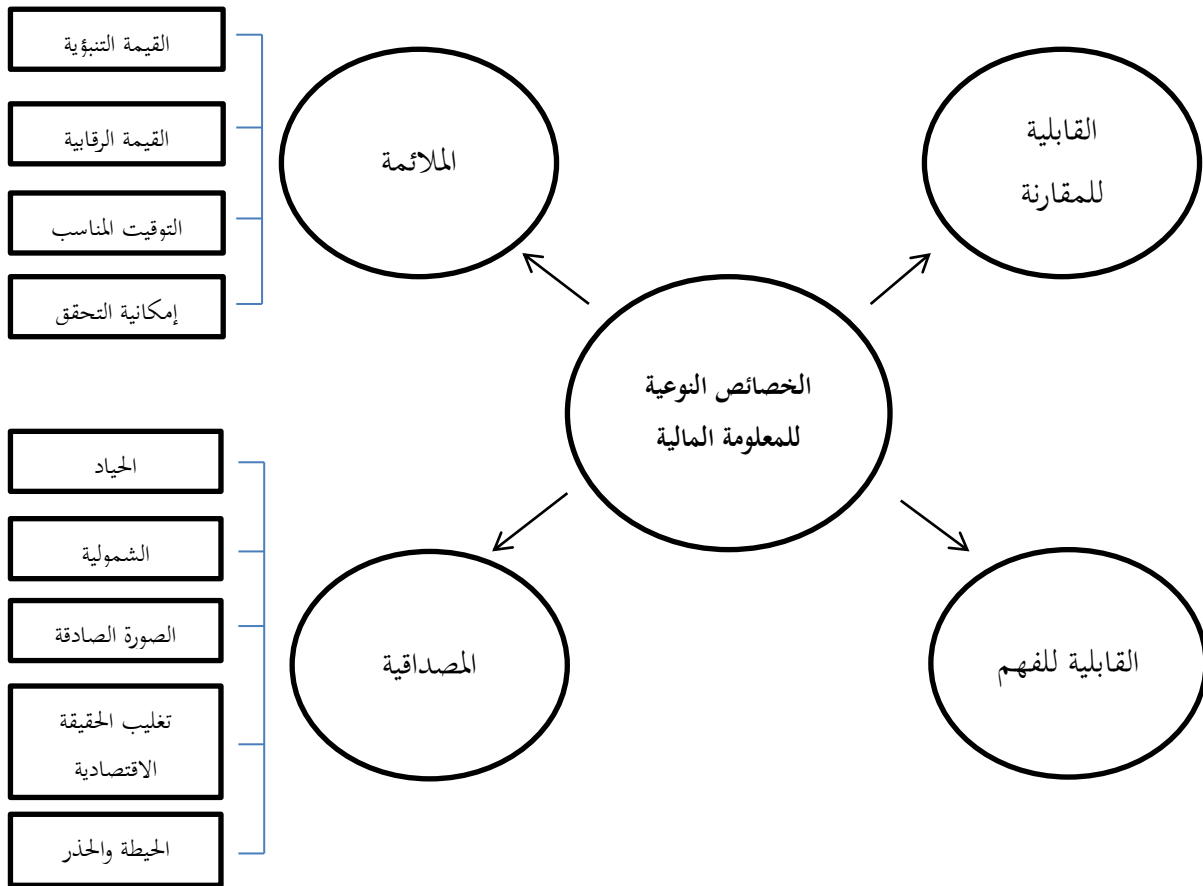 القيمة التنبؤية
القيمة الرقابية
التوقيت المناسب
إمكانية التحقق
الملائمة
القابلية
للمقارنة
الخصائص النوعية
للمعلومة المالية
الحياد
الشمولية
الصورة الصادقة
تغليب الحقيقة
الاقتصادية
الحيطة والحذر
المصداقية
القابلية للفهم